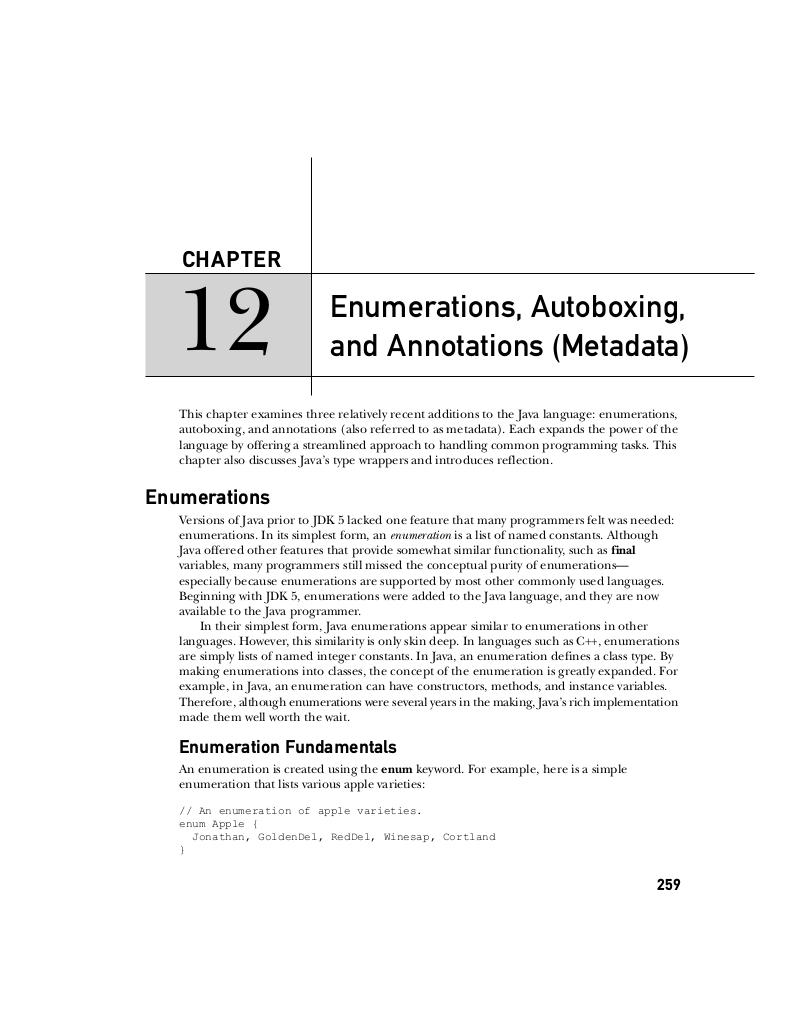 CHAPTER
12
Enumerations, Autoboxing,
and Annotations (Metadata)
This chapter examines three relatively recent additions to the Java language: enumerations,
autoboxing, and annotations (also referred to as metadata). Each expands the power of the
language by offering a streamlined approach to handling common programming tasks. This
chapter also discusses Java’s type wrappers and introduces reflection.
Enumerations
Versions of Java prior to JDK 5 lacked one feature that many programmers felt was needed:
enumerations. In its simplest form, an enumeration is a list of named constants. Although
Java offered other features that provide somewhat similar functionality, such as final
variables, many programmers still missed the conceptual purity of enumerations—
especially because enumerations are supported by most other commonly used languages.
Beginning with JDK 5, enumerations were added to the Java language, and they are now
available to the Java programmer.
In their simplest form, Java enumerations appear similar to enumerations in other
languages. However, this similarity is only skin deep. In languages such as C++, enumerations
are simply lists of named integer constants. In Java, an enumeration defines a class type. By
making enumerations into classes, the concept of the enumeration is greatly expanded. For
example, in Java, an enumeration can have constructors, methods, and instance variables.
Therefore, although enumerations were several years in the making, Java’s rich implementation
made them well worth the wait.
Enumeration Fundamentals
An enumeration is created using the enum keyword. For example, here is a simple
enumeration that lists various apple varieties:
// An enumeration of apple varieties.
enum Apple {
  Jonathan, GoldenDel, RedDel, Winesap, Cortland
}
259